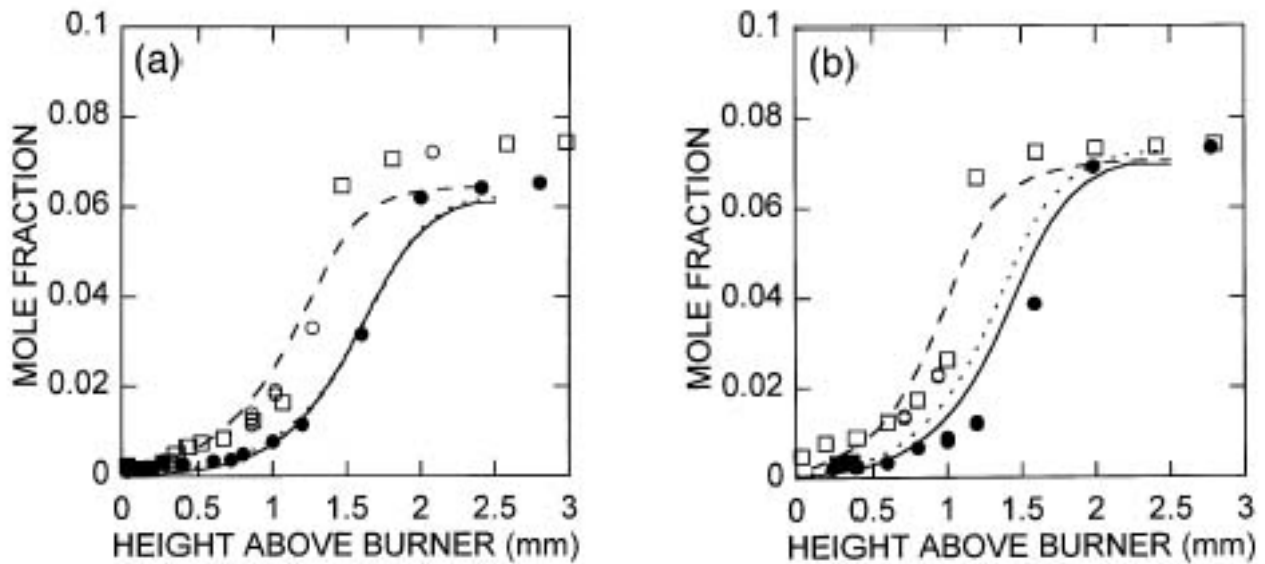 (a)
MOLE FRACTION
0.1
0.08
0.06
0.04
0.02
0
0 0.5 1 1.5 2 2.5 3
HEIGHT ABOVE BURNER (mm)
(b)
MOLE FRACTION
0.1
0.08
0.06
0.04
0.02
0
0 0.5 1 1.5 2 2.5 3
HEIGHT ABOVE BURNER (mm)